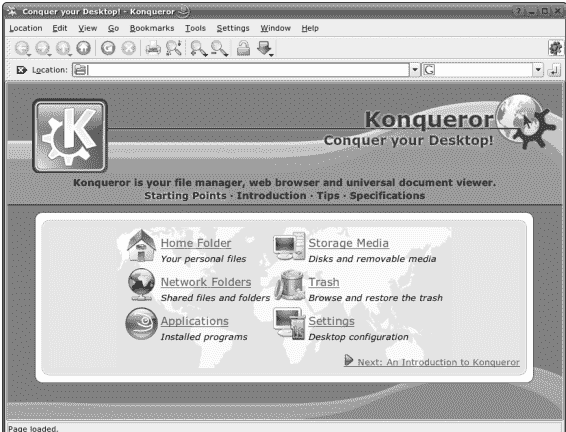 Conquer your Desktop! - Konqueror
Location Edit View Go Bookmarks Tools Settings Window Help
Location:
Konqueror
Conquer your Desktop!
Konqueror is your file manager, web browser and universal document viewer.
Starting Points · Introduction · Tips · Specifications
Home Folder
Your personal files
Storage Media
Disks and removable media
Network Folders
Shared files and folders
Trash
Browse and restore the trash
Applications
Installed programs
Settings
Desktop configuration
Next: An Introduction to Konqueror
Page loaded.